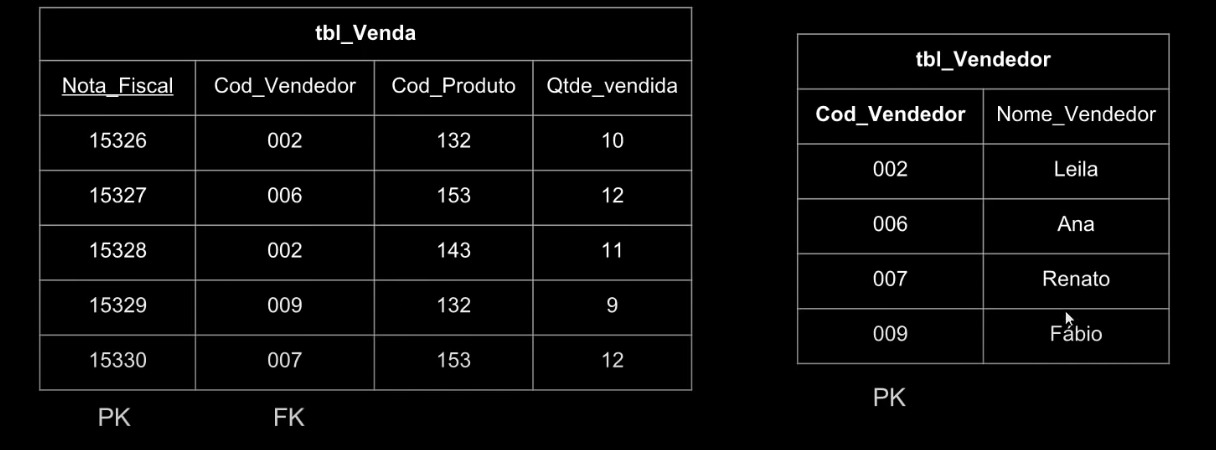 tbl_Venda
Nota_Fiscal Cod_Vendedor Cod_Produto Qtde_vendida
15326 002 132 10
15327 006 153 12
15328 002 143 11
15329 009 132 9
15330 007 153 12
PK FK
tbl_Vendedor
Cod_Vendedor Nome_Vendedor
002 Leila
006 Ana
007 Renato
009 Fábio
PK